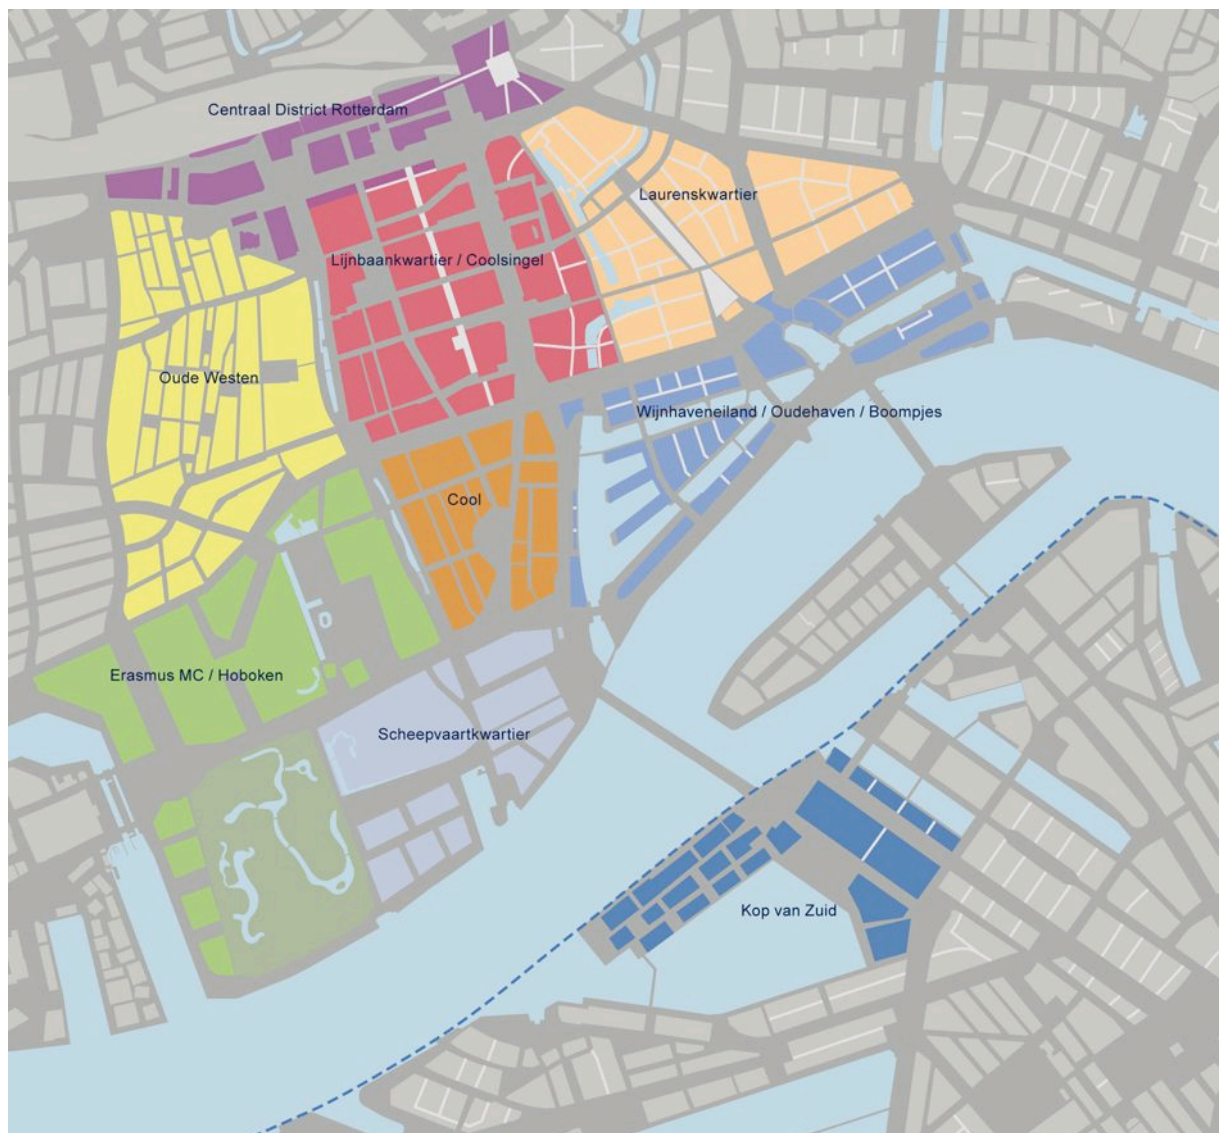 Centraal District Rotterdam
Laurenskwartier
Lijnbaankwartier / Coolsingel
Oude Westen
Wijnhaveneiland / Oudehaven / Boompjes
Cool
Erasmus MC / Hoboken
Scheepvaartkwartier
Kop van Zuid